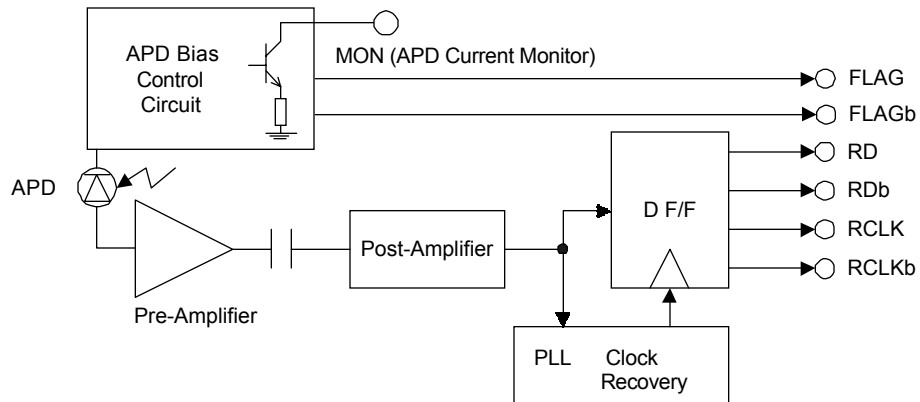 APD Bias
Control
Circuit
MON (APD Current Monitor)
FLAG
FLAGb
RD
RDb
RCLK
RCLKb
APD
D F/F
Post-Amplifier
Pre-Amplifier
PLL Clock
Recovery